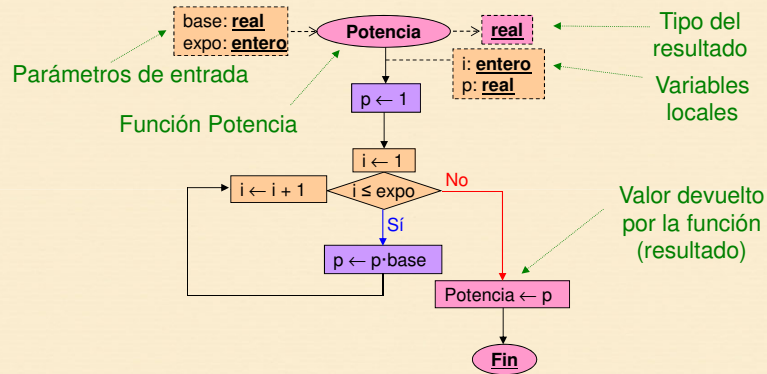 base: real
expo: entero
Potencia
real
Tipo del
resultado
Parámetros de entrada
i: entero
p: real
Variables
locales
Función Potencia
p ← 1
i ← 1
i ← i + 1
i ≤ expo
No
Sí
Valor devuelto
por la función
(resultado)
p ← p·base
Potencia ← p
Fin